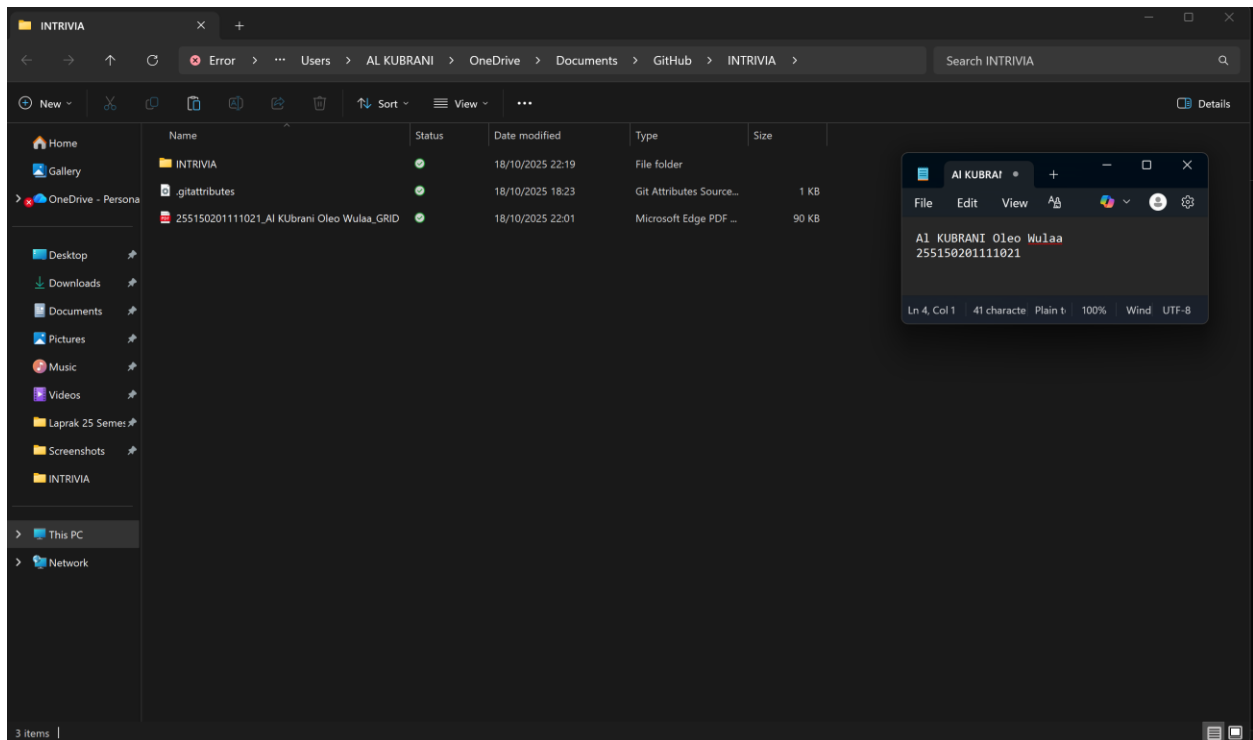 INTRIVIA
Error > ... Users > AL KUBRANI > OneDrive > Documents > GitHub > INTRIVIA >
Search INTRIVIA
New
Sort
View
...
Details
Name Status Date modified Type Size
INTRIVIA 18/10/2025 22:19 File folder
.gitattributes 18/10/2025 18:23 Git Attributes Source... 1 KB
255150201111021_Al KUbrani Oleo Wulaa_GRID 18/10/2025 22:01 Microsoft Edge PDF ... 90 KB
Home
Gallery
OneDrive - Persona
Desktop
Downloads
Documents
Pictures
Music
Videos
Laprak 25 Semes
Screenshots
INTRIVIA
This PC
Network
3 items
Al KUBRAN
File Edit View
Al KUBRANI Oleo Wulaa
255150201111021
Ln 4, Col 1 41 characte Plain t 100% Wind UTF-8